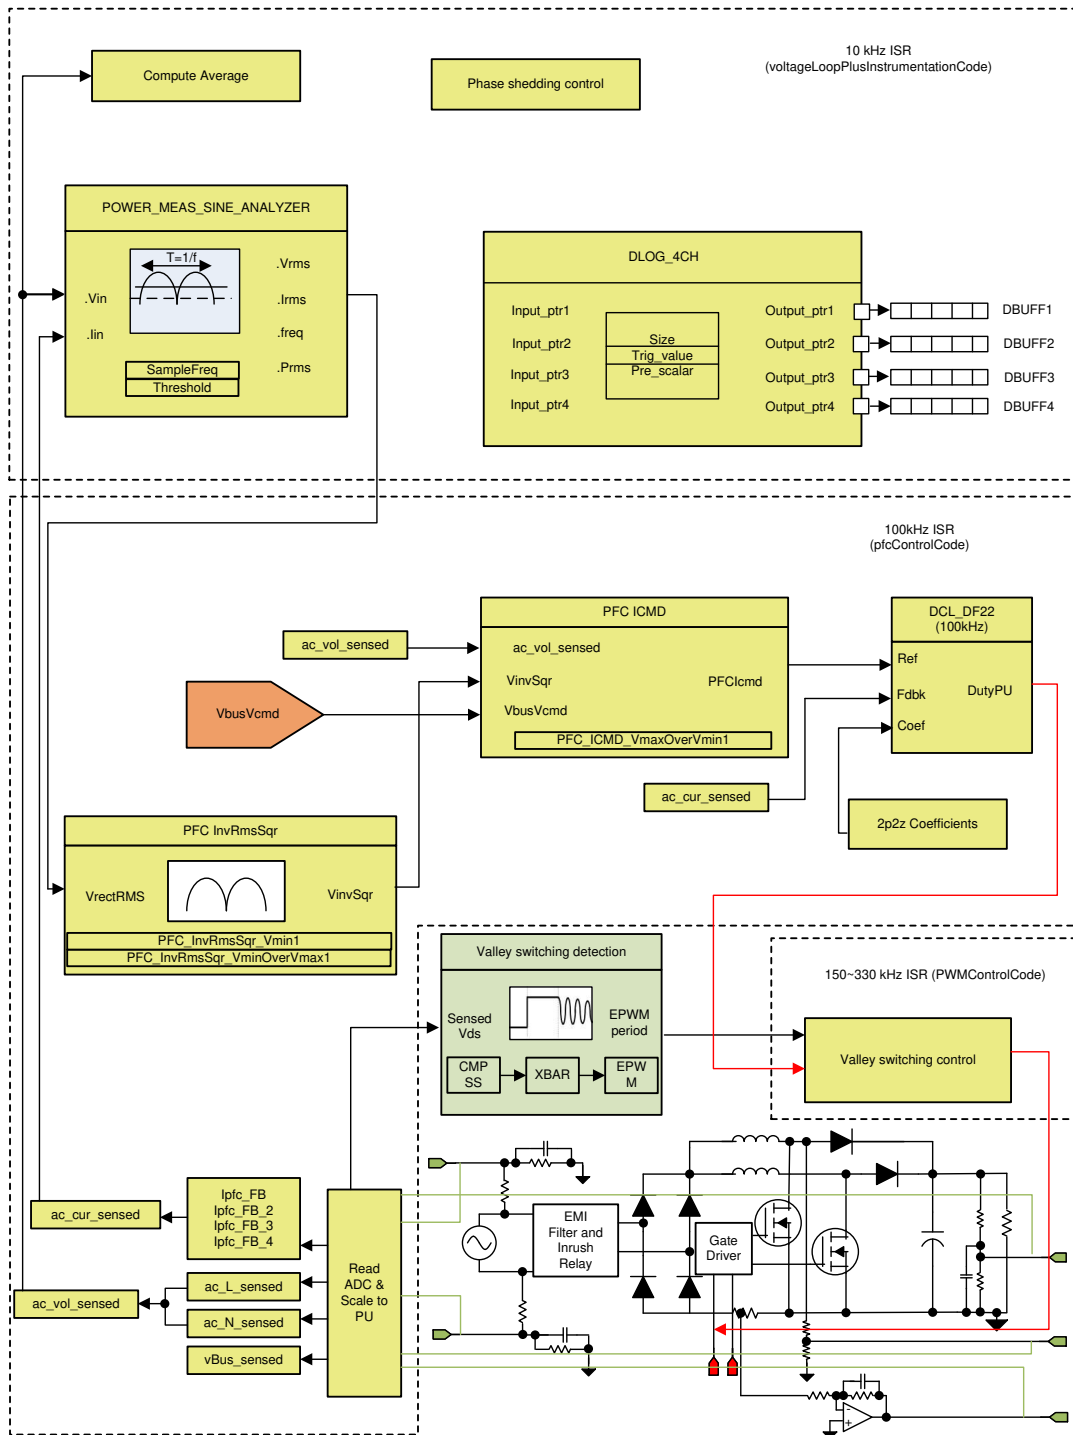 10 kHz ISR
(voltageLoopPlusInstrumentationCode)
Compute Average
Phase shedding control
POWER_MEAS_SINE_ANALYZER
T=1/f
.Vin
.Iin
.Vrms
.Irms
.freq
.Prms
SampleFreq
Threshold
DLOG_4CH
Input_ptr1
Input_ptr2
Input_ptr3
Input_ptr4
Size
Trig_value
Pre_scalar
Output_ptr1
Output_ptr2
Output_ptr3
Output_ptr4
DBUFF1
DBUFF2
DBUFF3
DBUFF4
100kHz ISR
(pfcControlCode)
PFC ICMD
ac_vol_sensed
VinvSqr
VbusVcmd
PFCIcmd
PFC_ICMD_VmaxOverVmin1
ac_vol_sensed
VbusVcmd
DCL_DF22
(100kHz)
Ref
Fdbk
Coef
DutyPU
ac_cur_sensed
2p2z Coefficients
PFC InvRmsSqr
VrectRMS
VinvSqr
PFC_InvRmsSqr_Vmin1
PFC_InvRmsSqr_VminOverVmax1
Valley switching detection
Sensed
Vds
EPWM
period
CMP
SS
XBAR
EPW
M
150~330 kHz ISR (PWMControlCode)
Valley switching control
Ipfc_FB
Ipfc_FB_2
Ipfc_FB_3
Ipfc_FB_4
ac_cur_sensed
ac_L_sensed
ac_vol_sensed
ac_N_sensed
vBus_sensed
Read
ADC &
Scale to
PU
EMI
Filter and
Inrush
Relay
Gate
Driver
-
+